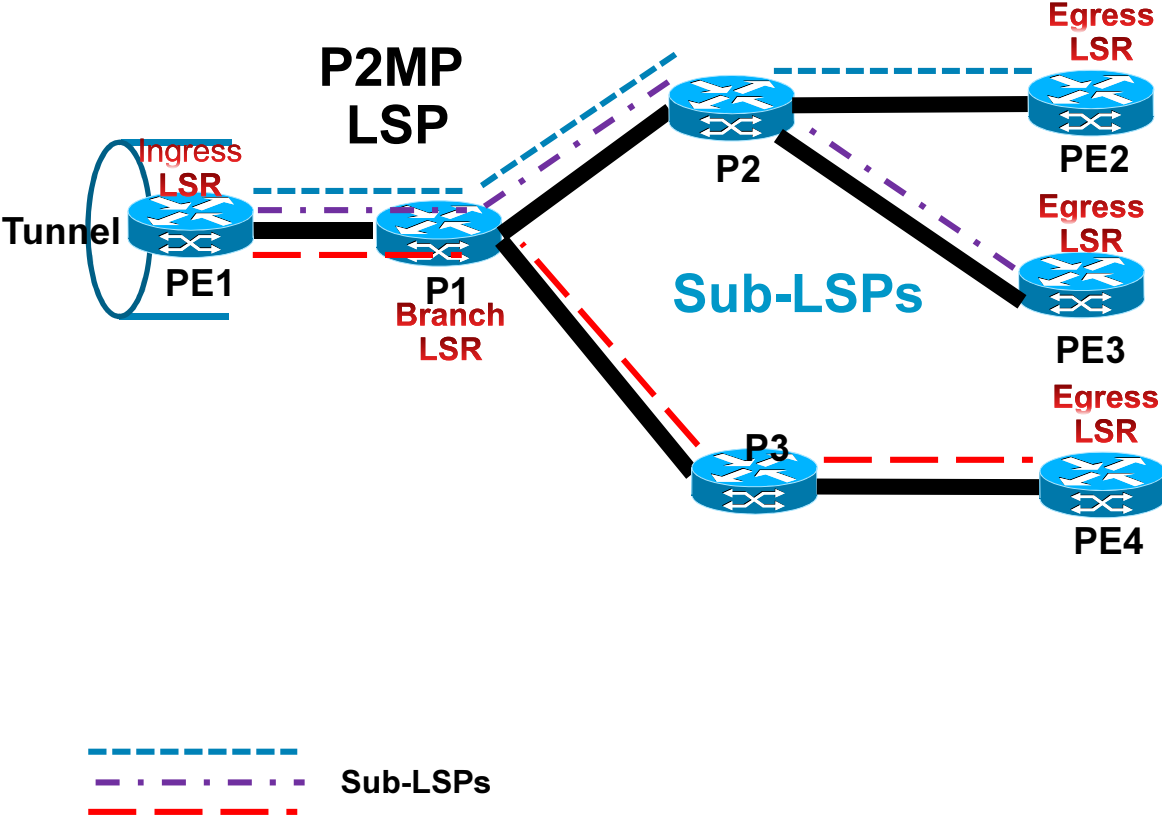 P2MP
LSP
Egress
LSR
P2
PE2
Ingress
LSR
Tunnel
PE1
P1
Branch
LSR
Sub-LSPs
Egress
LSR
PE3
P3
Egress
LSR
PE4
Sub-LSPs